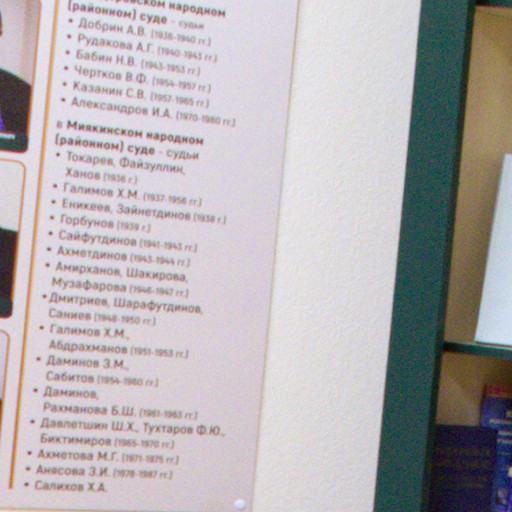 народном
(районном) суде - судьи
• Добрин А.В. (1938-1940 гг.)
• Рудакова А.Г. (1940-1943 гг.)
• Бабин Н.В. (1943-1953 гг.)
• Чертков В.Ф. (1954-1957 гг.)
• Казанин С.В. (1957-1965 гг.)
• Александров И.А. (1970-1980 гг.)
в Миякинском народном
(районном) суде - судьи
• Токарев, Файзуллин,
Ханов (1936 г.)
• Галимов Х.М. (1937-1956 гг.)
• Еникеев, Зайнетдинов (1938 г.)
• Горбунов (1939 г.)
• Сайфутдинов (1941-1943 гг.)
• Ахметдинов (1943-1944 гг.)
• Амирханов, Шакирова,
Музафарова (1946-1947 гг.)
• Дмитриев, Шарафутдинов,
Саниев (1948-1950 гг.)
• Галимов Х.М.,
Абдрахманов (1951-1953 гг.)
• Даминов З.М.,
Сабитов (1954-1960 гг.)
• Даминов,
Рахманова Б.Ш. (1961-1963 гг.)
• Давлетшин Ш.Х., Тухтаров Ф.Ю.,
Биктимиров (1965-1970 гг.)
• Ахметова М.Г. (1971-1975 гг.)
• Анясова З.И. (1978-1987 гг.)
• Салихов Х.А.